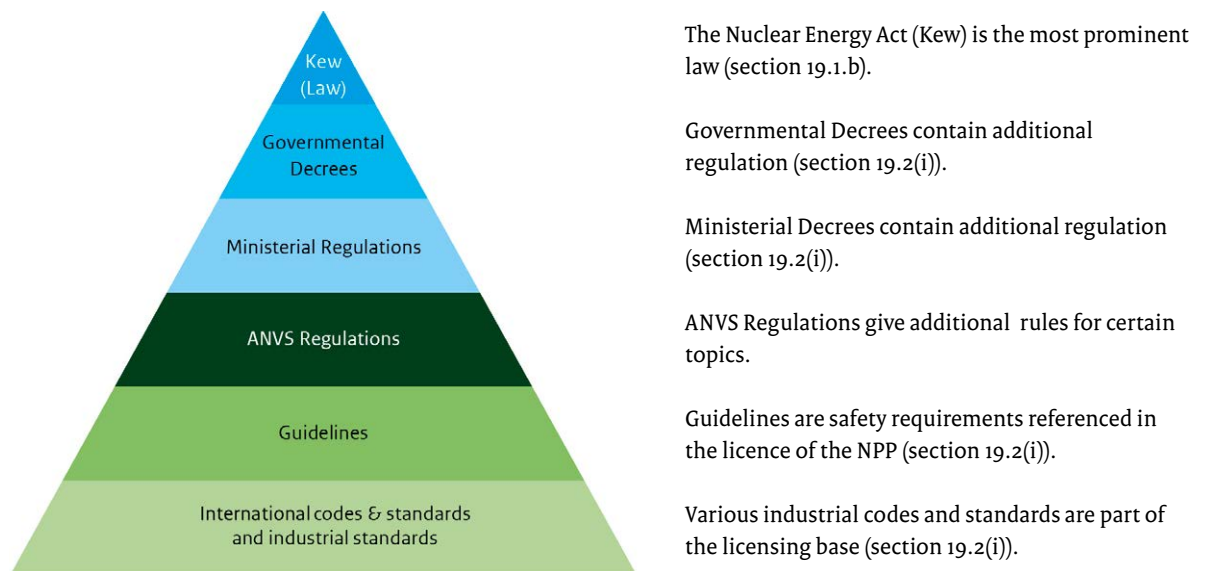 Kew
(Law)
The Nuclear Energy Act (Kew) is the most prominent
law (section 19.1.b).
Governmental
Decrees
Governmental Decrees contain additional
regulation (section 19.2(i)).
Ministerial Regulations
Ministerial Decrees contain additional regulation
(section 19.2(i)).
ANVS Regulations
ANVS Regulations give additional  rules for certain
topics.
Guidelines
Guidelines are safety requirements referenced in
the licence of the NPP (section 19.2(i)).
International codes & standards
and industrial standards
Various industrial codes and standards are part of
the licensing base (section 19.2(i)).